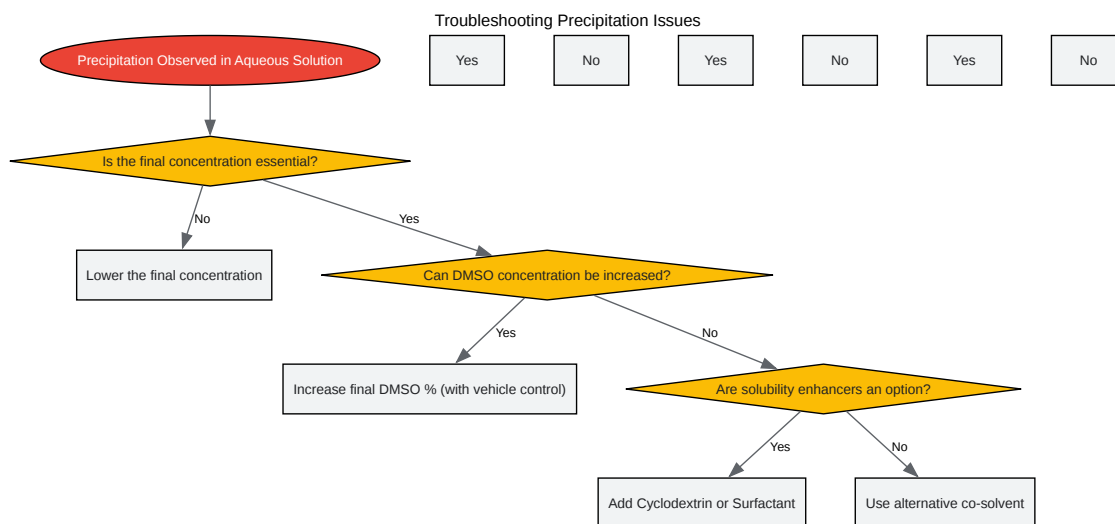 Troubleshooting Precipitation Issues
Precipitation Observed in Aqueous Solution
Yes
No
Yes
No
Yes
No
Is the final concentration essential?
No
Yes
Lower the final concentration
Can DMSO concentration be increased?
Yes
No
Increase final DMSO % (with vehicle control)
Are solubility enhancers an option?
Yes
No
Add Cyclodextrin or Surfactant
Use alternative co-solvent